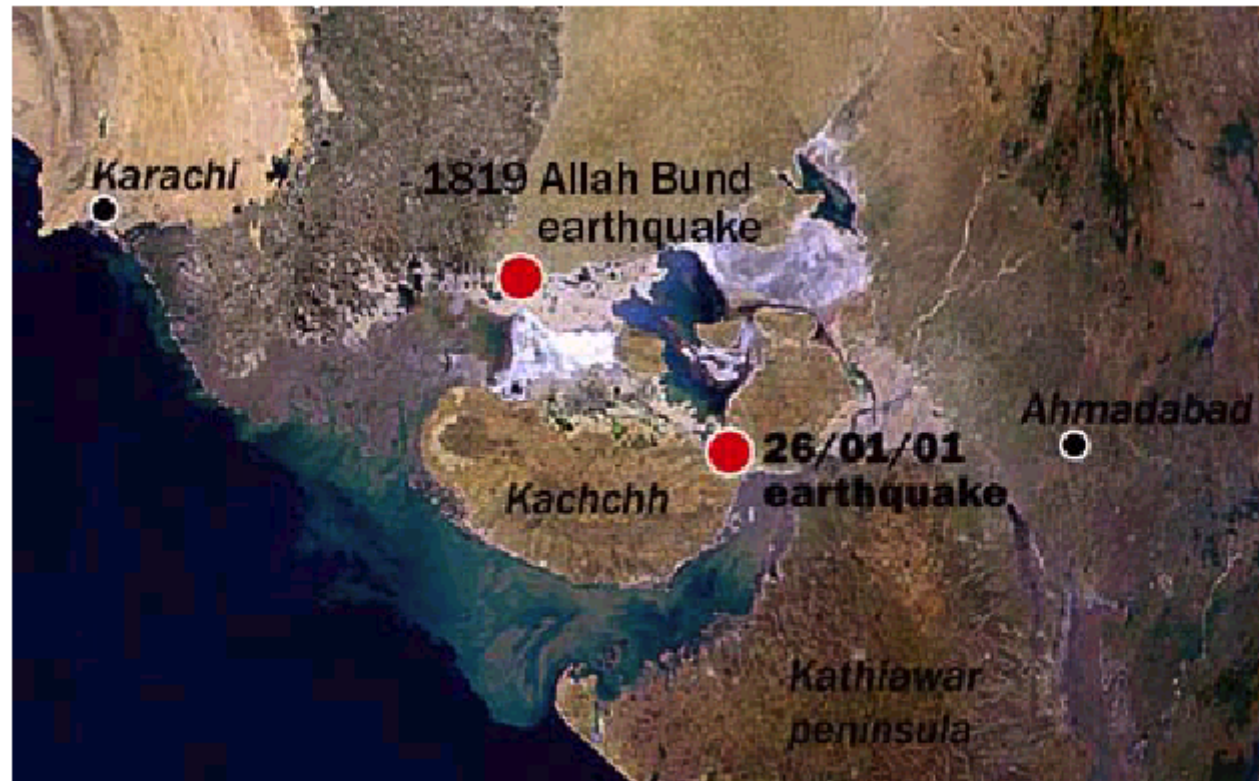 Karachi
1819 Allah Bund
earthquake
Ahmadabad
26/01/01
earthquake
Kachchh
Kathiawar
peninsula